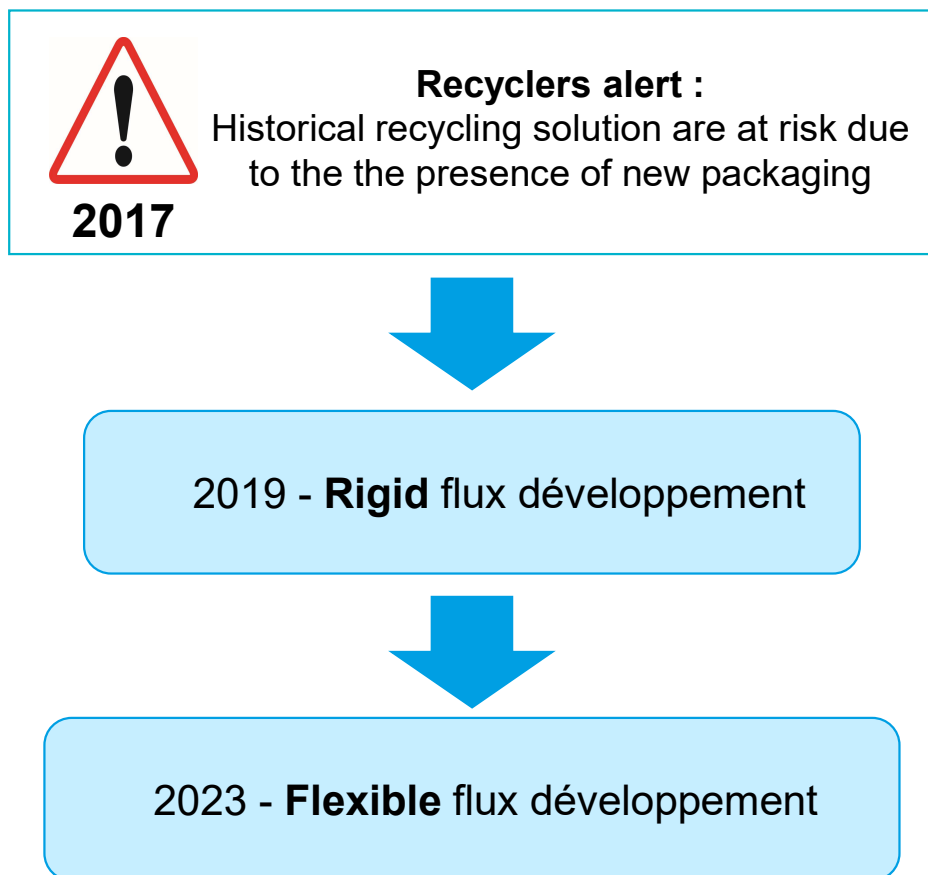 Recyclers alert :
Historical recycling solution are at risk due
to the the presence of new packaging
2017
2019 - Rigid flux développement
2023 - Flexible flux développement